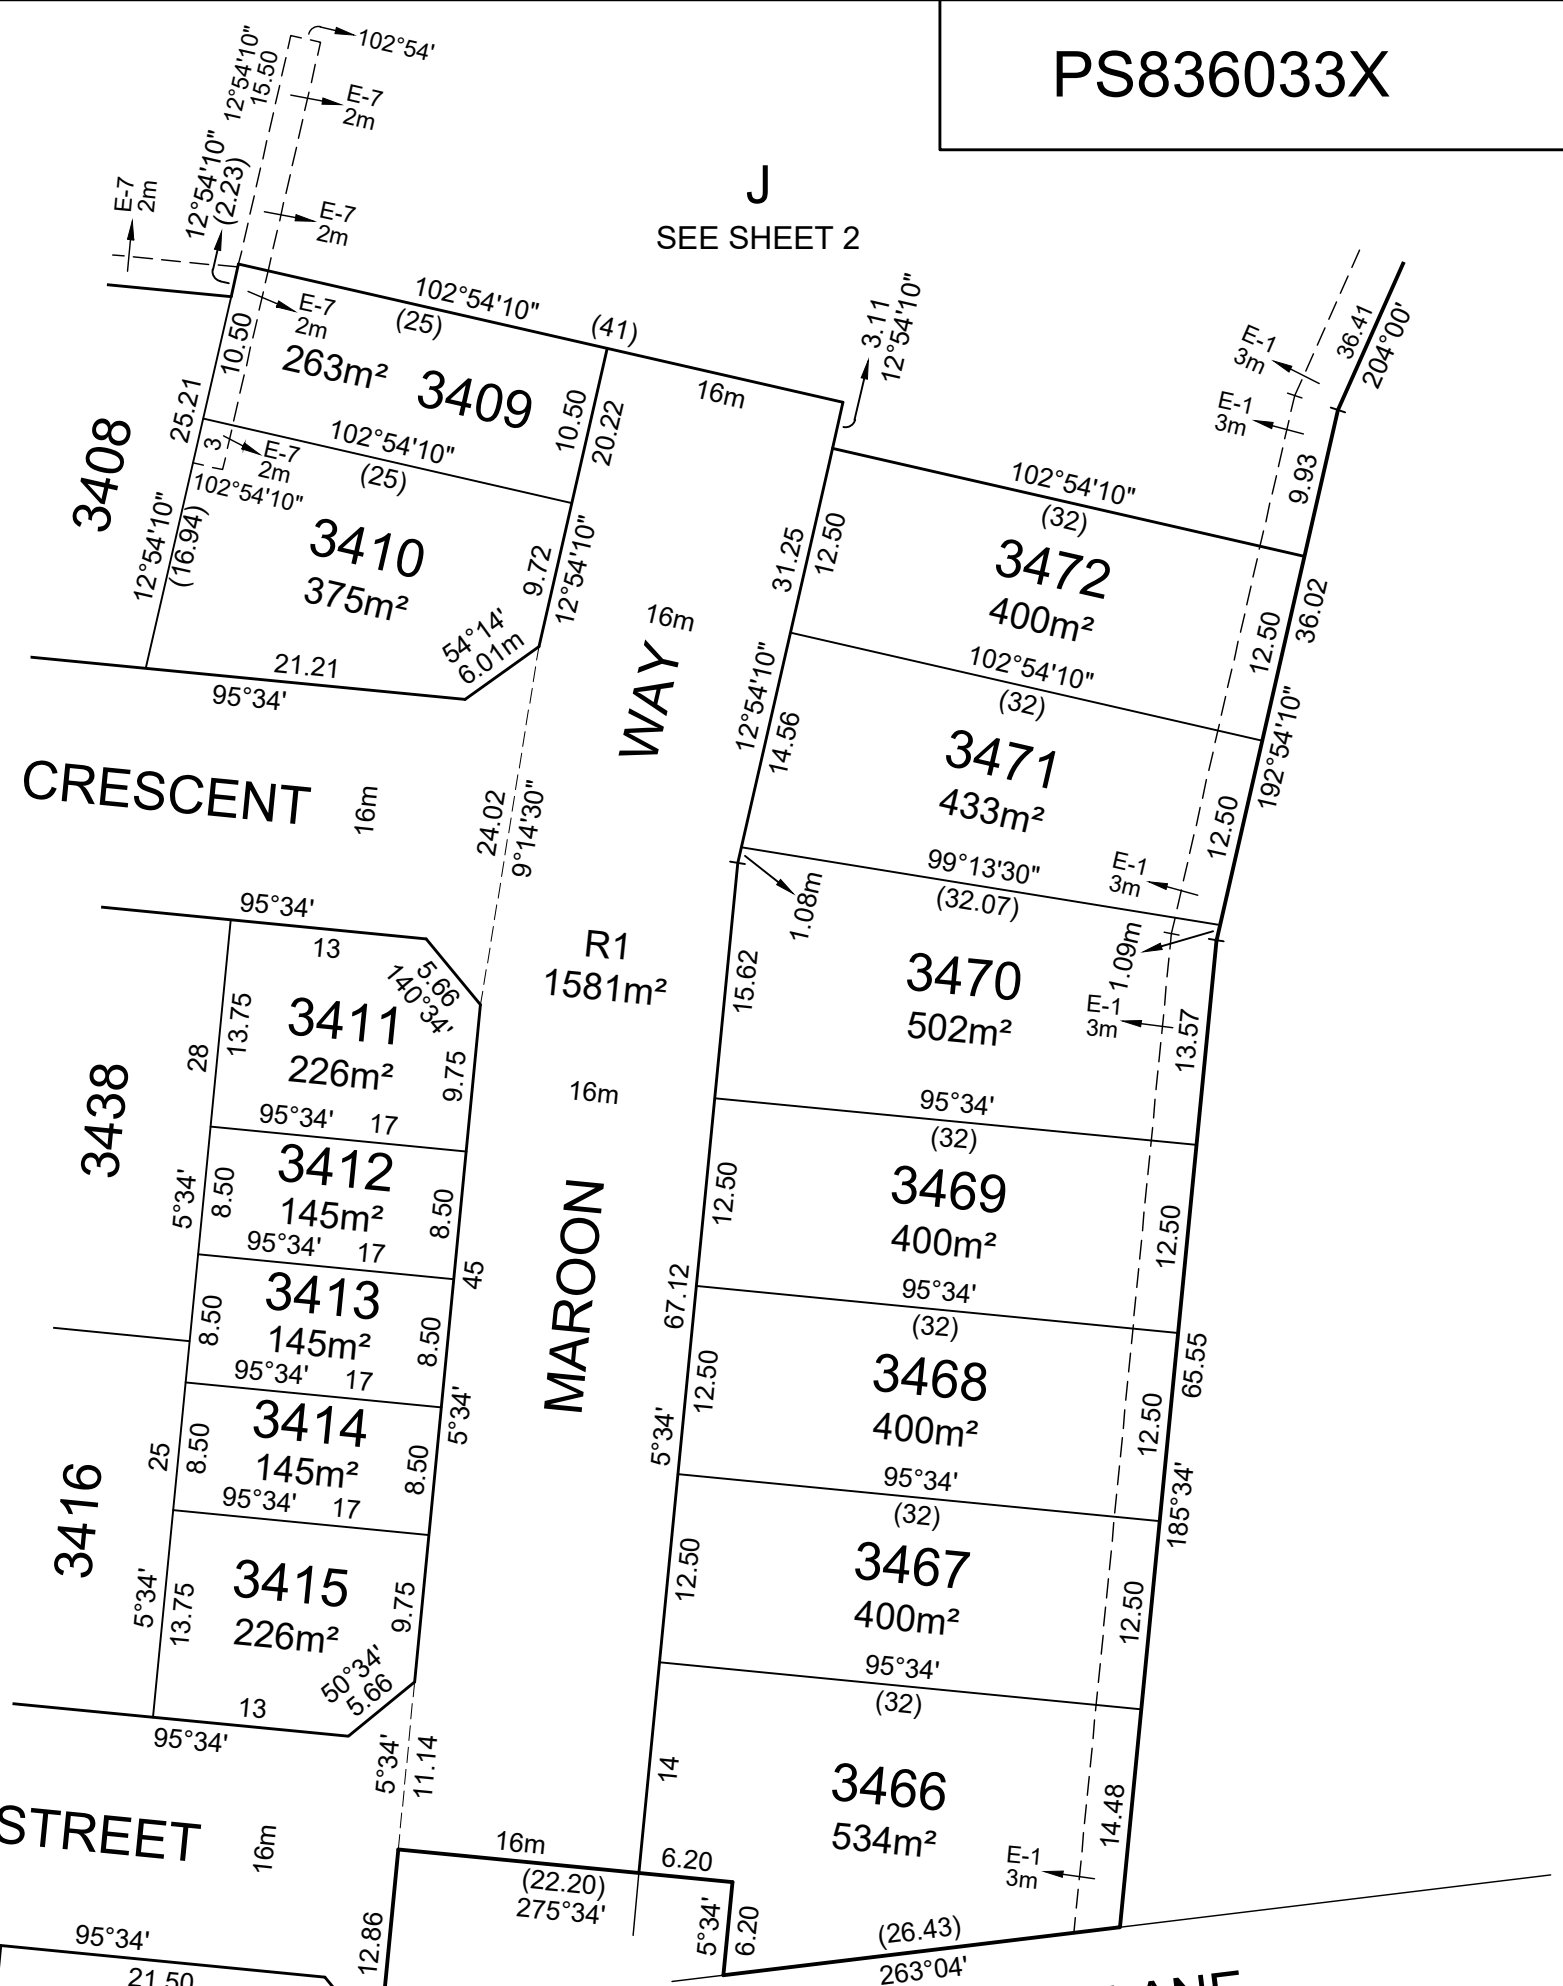 PS836033X
12°54'10"
15.50
102°54'
E-7
2m
E-7
2m
E-7
2m
12°54'10"
(2.23)
J
SEE SHEET 2
102°54'10"
(25)
(41)
E-7
2m
10.50
263m²
3409
16m
3.11
12°54'10"
36.41
204°00'
E-1
3m
E-1
3m
9.93
3408
25.21
10.50
20.22
102°54'10"
(25)
3
E-7
2m
102°54'10"
12°54'10"
(16.94)
3410
375m²
9.72
12°54'10"
54°14'
6.01m
21.21
95°34'
102°54'10"
(32)
3472
400m²
31.25
12.50
12.50
36.02
16m
WAY
102°54'10"
(32)
12°54'10"
14.56
3471
433m²
12.50
192°54'10"
CRESCENT
16m
24.02
9°14'30"
99°13'30"
(32.07)
E-1
3m
1.08m
1.09m
95°34'
13
5.66
140°34'
3411
226m²
13.75
28
9.75
R1
1581m²
15.62
3470
502m²
E-1
3m
13.57
3438
16m
95°34'
17
95°34'
(32)
3412
145m²
5°34'
8.50
8.50
12.50
3469
400m²
12.50
95°34'
17
45
MAROON
67.12
95°34'
(32)
3413
145m²
8.50
8.50
12.50
3468
400m²
65.55
12.50
95°34'
17
5°34'
5°34'
3414
145m²
25
8.50
8.50
95°34'
(32)
3416
95°34'
17
185°34'
3467
400m²
12.50
12.50
3415
226m²
5°34'
13.75
9.75
50°34'
5.66
95°34'
(32)
13
95°34'
5°34'
11.14
14
3466
534m²
14.48
STREET
16m
16m
(22.20)
275°34'
6.20
E-1
3m
5°34'
6.20
(26.43)
263°04'
12.86
95°34'
21.50